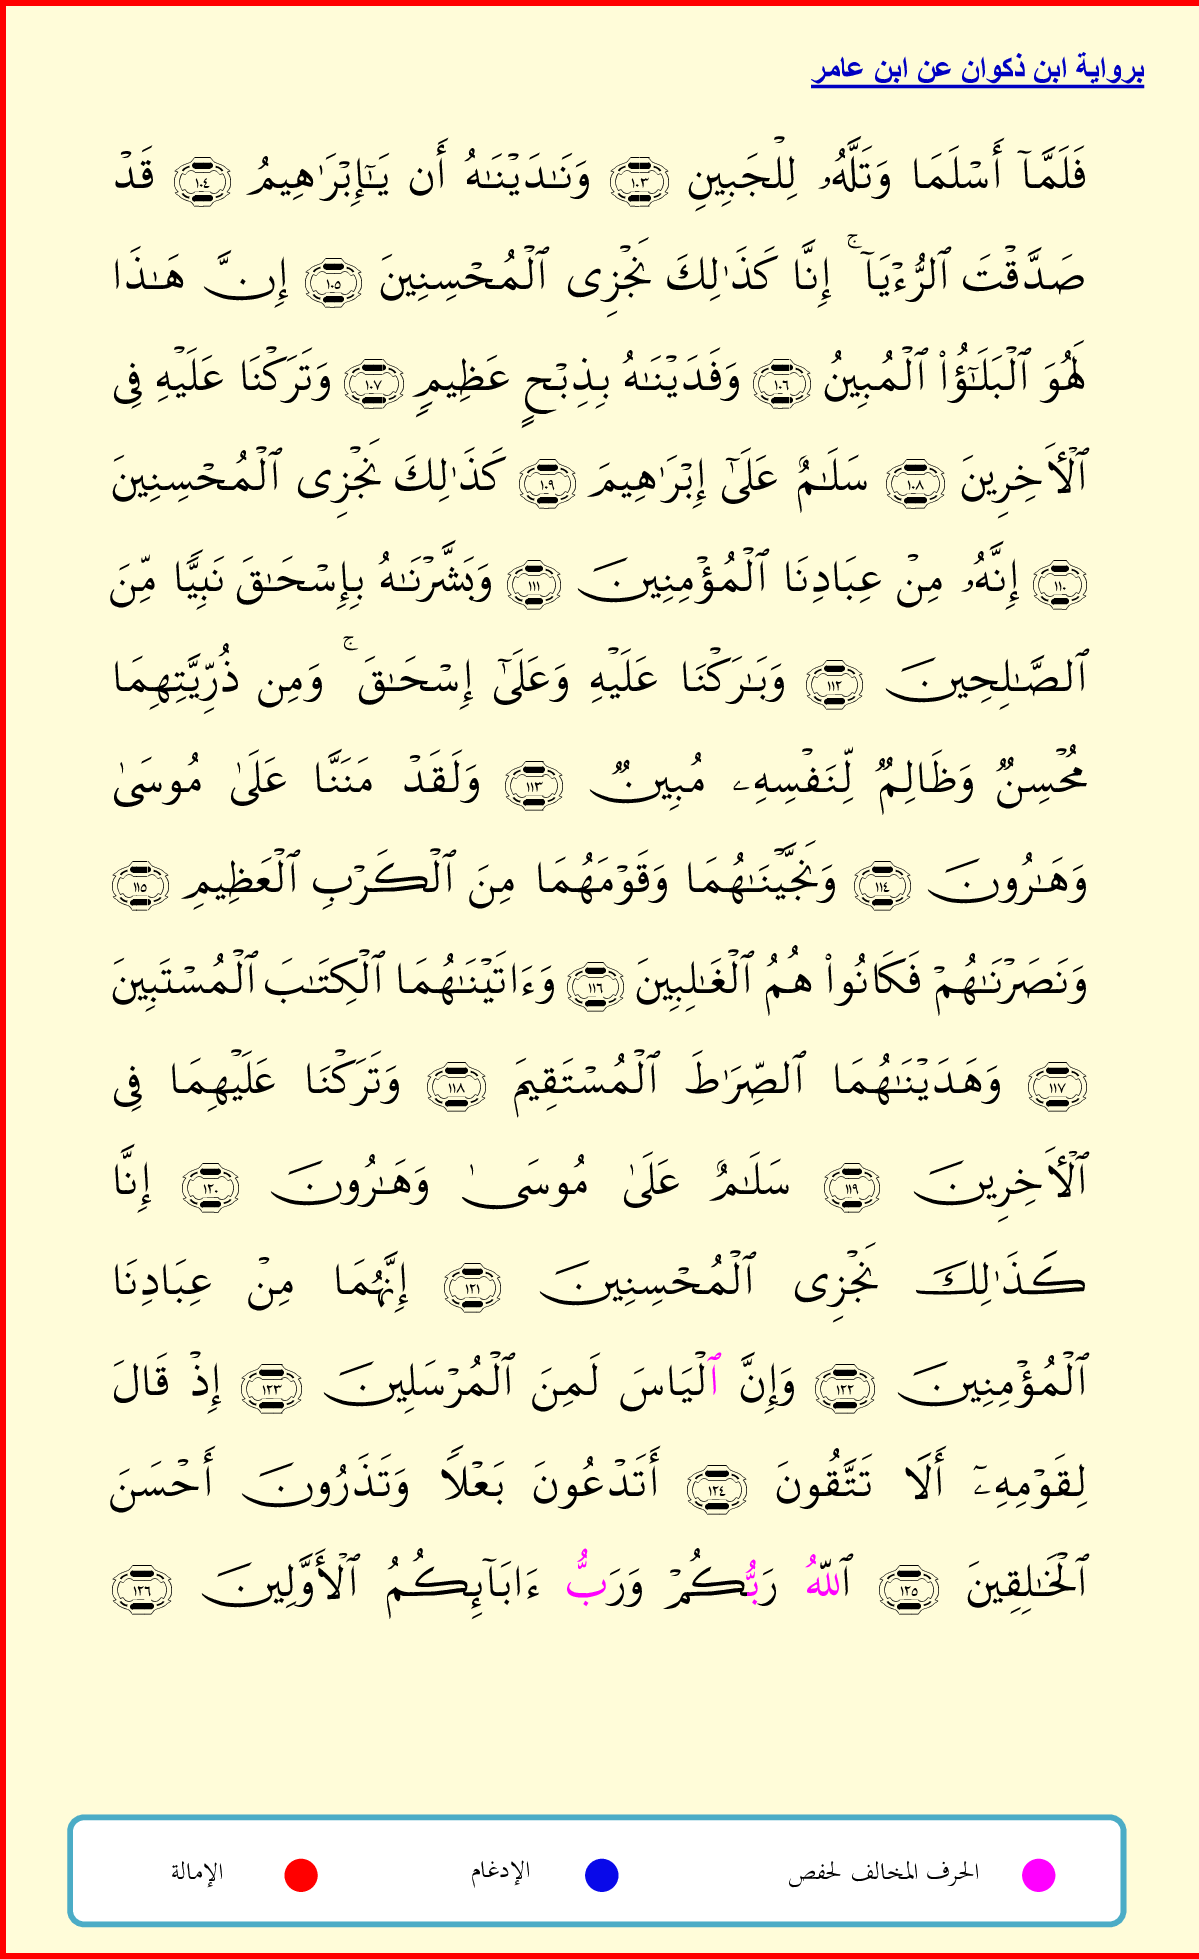 برواية ابن ذكوان عن ابن عامر
فَلَمَّآ أَسْلَمَا وَتَلَّهُۥ لِلْجَبِينِ ١٠٣ وَنَـٰدَيْنَـٰهُ أَن يَـٰٓإِبْرَٰهِيمُ ١٠٤ قَدْ
صَدَّقْتَ ٱلرُّءْيَآ ۚ إِنَّا كَذَٰلِكَ نَجْزِى ٱلْمُحْسِنِينَ ١٠٥ إِنَّ هَـٰذَا
لَهُوَ ٱلْبَلَـٰٓؤُا۟ ٱلْمُبِينُ ١٠٦ وَفَدَيْنَـٰهُ بِذِبْحٍ عَظِيمٍ ١٠٧ وَتَرَكْنَا عَلَيْهِ فِى
ٱلْأَخِرِينَ ١٠٨ سَلَـٰمٌ عَلَىٰٓ إِبْرَٰهِيمَ ١٠٩ كَذَٰلِكَ نَجْزِى ٱلْمُحْسِنِينَ
١١٠ إِنَّهُۥ مِنْ عِبَادِنَا ٱلْمُؤْمِنِينَ ١١١ وَبَشَّرْنَـٰهُ بِإِسْحَـٰقَ نَبِيًّا مِّنَ
ٱلصَّـٰلِحِينَ ١١٢ وَبَـٰرَكْنَا عَلَيْهِ وَعَلَىٰٓ إِسْحَـٰقَ ۚ وَمِن ذُرِّيَّتِهِمَا
مُحْسِنٌ وَظَالِمٌ لِّنَفْسِهِۦ مُبِينٌ ١١٣ وَلَقَدْ مَنَنَّا عَلَىٰ مُوسَىٰ
وَهَـٰرُونَ ١١٤ وَنَجَّيْنَـٰهُمَا وَقَوْمَهُمَا مِنَ ٱلْكَرْبِ ٱلْعَظِيمِ ١١٥
وَنَصَرْنَـٰهُمْ فَكَانُوا۟ هُمُ ٱلْغَـٰلِبِينَ ١١٦ وَءَاتَيْنَـٰهُمَا ٱلْكِتَـٰبَ ٱلْمُسْتَبِينَ
١١٧ وَهَدَيْنَـٰهُمَا ٱلصِّرَٰطَ ٱلْمُسْتَقِيمَ ١١٨ وَتَرَكْنَا عَلَيْهِمَا فِى
ٱلْأَخِرِينَ ١١٩ سَلَـٰمٌ عَلَىٰ مُوسَىٰ وَهَـٰرُونَ ١٢٠ إِنَّا
كَذَٰلِكَ نَجْزِى ٱلْمُحْسِنِينَ ١٢١ إِنَّهُمَا مِنْ عِبَادِنَا
ٱلْمُؤْمِنِينَ ١٢٢ وَإِنَّ ٱلْيَاسَ لَمِنَ ٱلْمُرْسَلِينَ ١٢٣ إِذْ قَالَ
لِقَوْمِهِۦٓ أَلَا تَتَّقُونَ ١٢٤ أَتَدْعُونَ بَعْلًا وَتَذَرُونَ أَحْسَنَ
ٱلْخَـٰلِقِينَ ١٢٥ ٱللَّهُ رَبُّكُمْ وَرَبُّ ءَابَآئِكُمُ ٱلْأَوَّلِينَ ١٢٦
الحرف المخالف لحفص الإدغام الإمالة